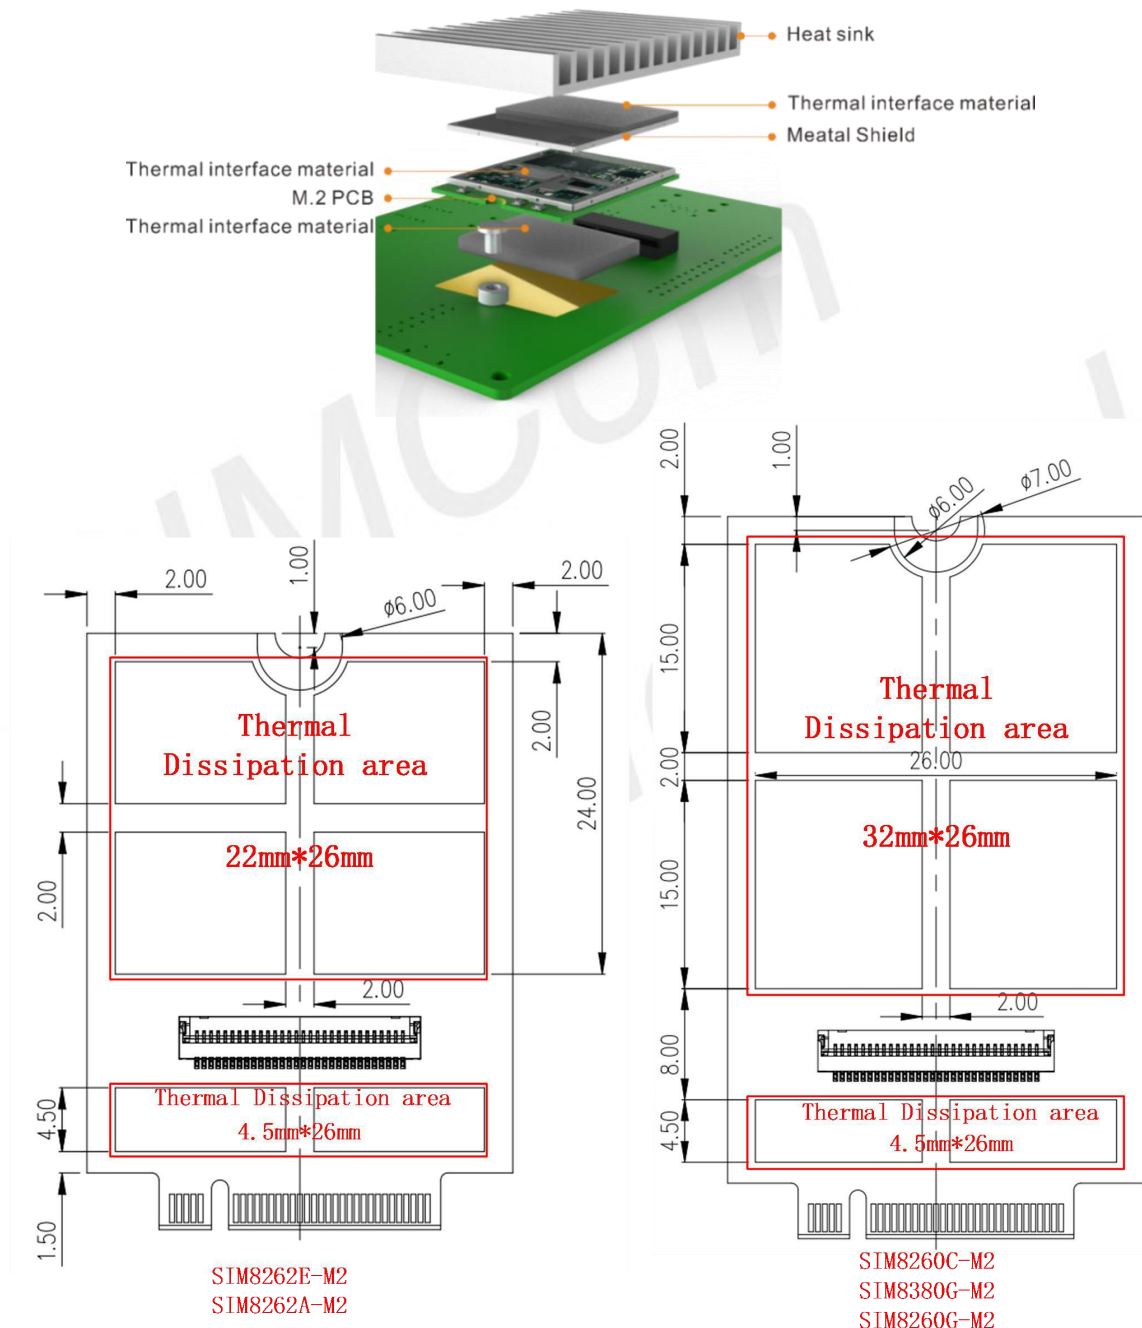 Heat sink
Thermal interface material
Meatal Shield
Thermal interface material
M.2 PCB
Thermal interface material
SIMCom
2.00
1.00
ø6.00
ø7.00
15.00
2.00
15.00
8.00
4.50
26.00
2.00
Thermal
Dissipation area
32mm*26mm
Thermal Dissipation area
4.5mm*26mm
SIM8260C-M2
SIM8380G-M2
SIM8260G-M2
2.00
1.00
ø6.00
2.00
2.00
24.00
2.00
2.00
4.50
1.50
Thermal
Dissipation area
22mm*26mm
Thermal Dissipation area
4.5mm*26mm
SIM8262E-M2
SIM8262A-M2